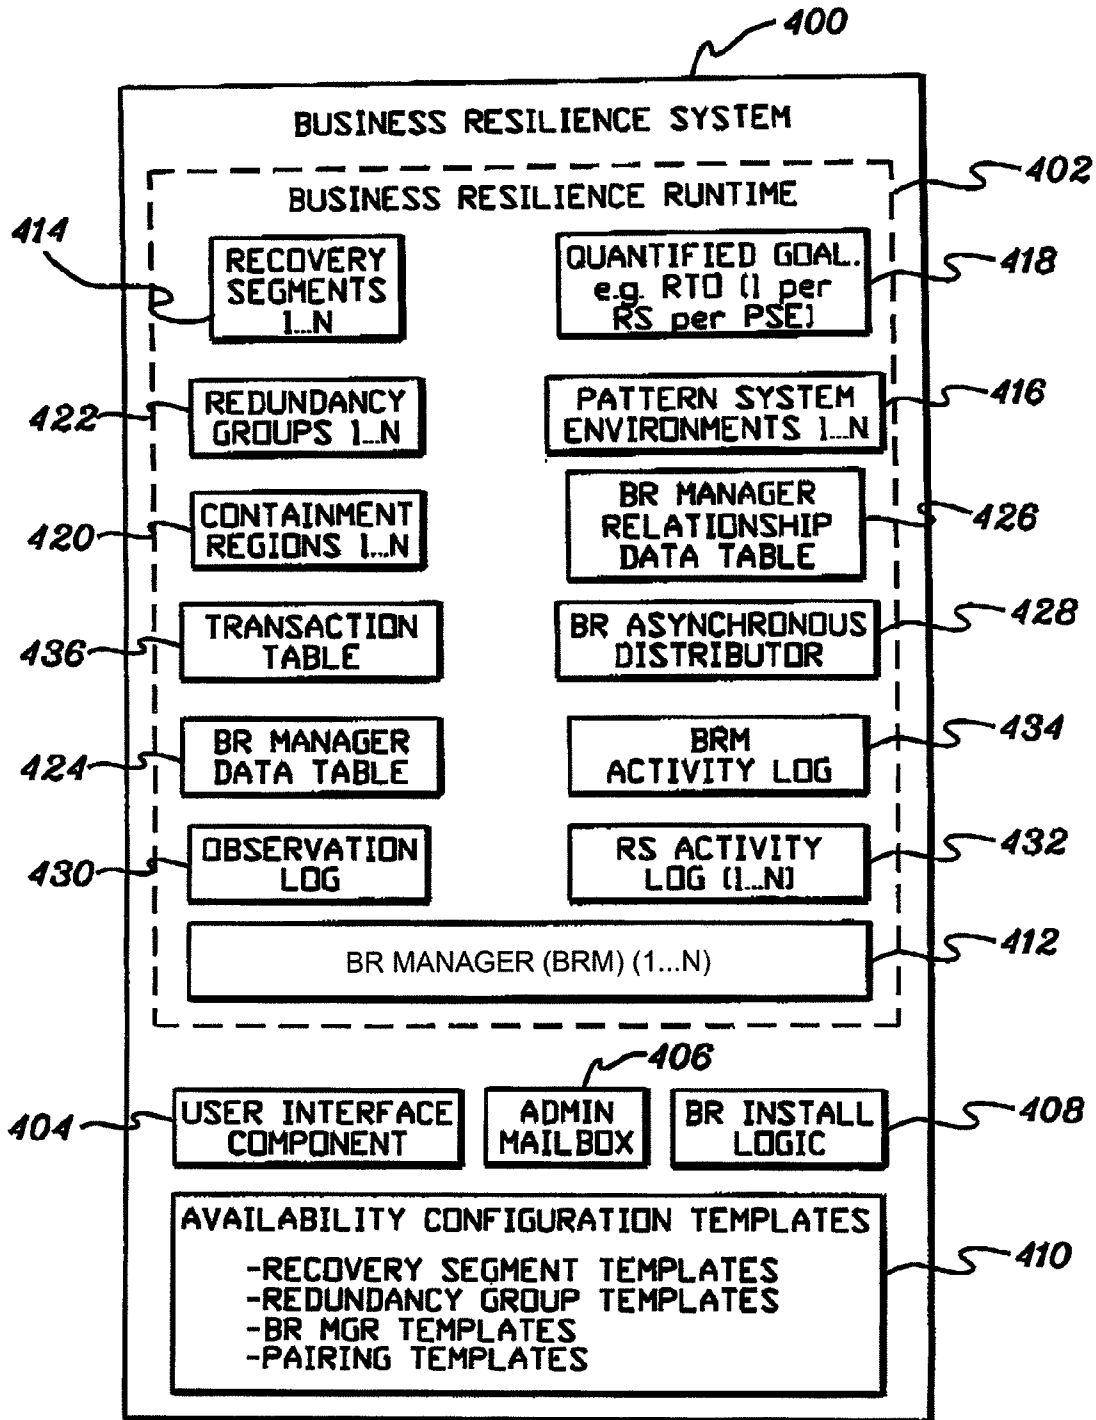 400
BUSINESS RESILIENCE SYSTEM
402
BUSINESS RESILIENCE RUNTIME
414
RECOVERY
SEGMENTS
1...N
QUANTIFIED GOAL.
e.g. RTO (1 per
RS per PSE)
418
422
REDUNDANCY
GROUPS 1...N
PATTERN SYSTEM
ENVIRONMENTS 1...N
416
420
CONTAINMENT
REGIONS 1...N
BR MANAGER
RELATIONSHIP
DATA TABLE
426
436
TRANSACTION
TABLE
BR ASYNCHRONOUS
DISTRIBUTOR
428
424
BR MANAGER
DATA TABLE
BRM
ACTIVITY LOG
434
430
OBSERVATION
LOG
RS ACTIVITY
LOG (1...N)
432
BR MANAGER (BRM) (1...N)
412
406
404
USER INTERFACE
COMPONENT
ADMIN
MAILBOX
BR INSTALL
LOGIC
408
AVAILABILITY CONFIGURATION TEMPLATES
-RECOVERY SEGMENT TEMPLATES
-REDUNDANCY GROUP TEMPLATES
-BR MGR TEMPLATES
-PAIRING TEMPLATES
410